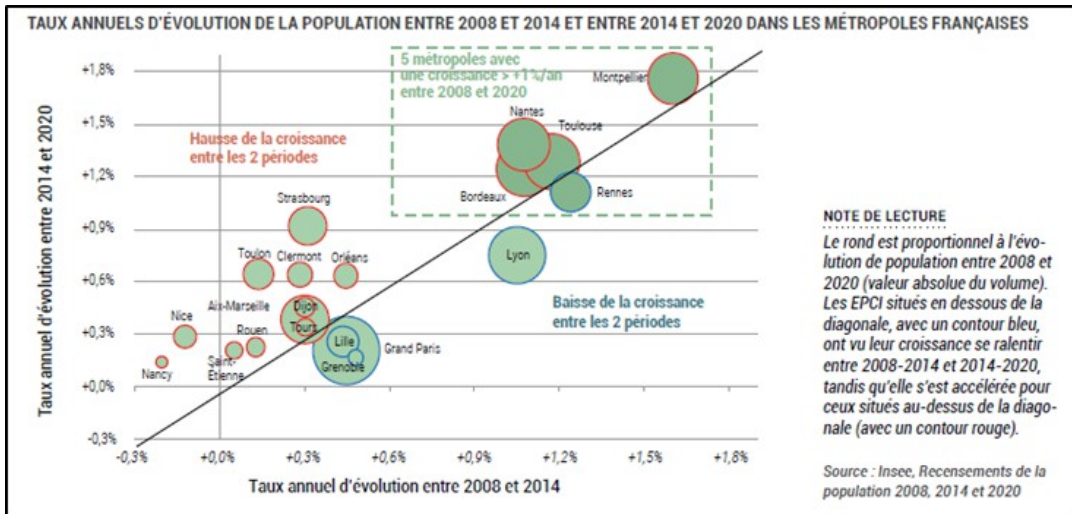 TAUX ANNUELS D'ÉVOLUTION DE LA POPULATION ENTRE 2008 ET 2014 ET ENTRE 2014 ET 2020 DANS LES MÉTROPOLES FRANÇAISES
Taux annuel d'évolution entre 2014 et 2020
+1,8%
+1,5%
+1,2%
+0,9%
+0,6%
+0,3%
+0,0%
-0,3%
5 métropoles avec
une croissance > +1%/an
entre 2008 et 2020
Montpellier
Nantes
Toulouse
Bordeaux
Rennes
Hausse de la croissance
entre les 2 périodes
Strasbourg
Toulon
Clermont
Orléans
Lyon
Aix-Marseille
Dijon
Tours
Nice
Rouen
Nancy
Saint-
Etienne
Lille
Grenoble
Grand Paris
Baisse de la croissance
entre les 2 périodes
-0,3%
+0,0%
+0,3%
+0,6%
+0,9%
+1,2%
+1,5%
+1,8%
Taux annuel d'évolution entre 2008 et 2014
NOTE DE LECTURE
Le rond est proportionnel à l'évo-
lution de population entre 2008 et
2020 (valeur absolue du volume).
Les EPCI situés en dessous de la
diagonale, avec un contour bleu,
ont vu leur croissance se ralentir
entre 2008-2014 et 2014-2020,
tandis qu'elle s'est accélérée pour
ceux situés au-dessus de la diago-
nale (avec un contour rouge).
Source : Insee, Recensements de la
population 2008, 2014 et 2020